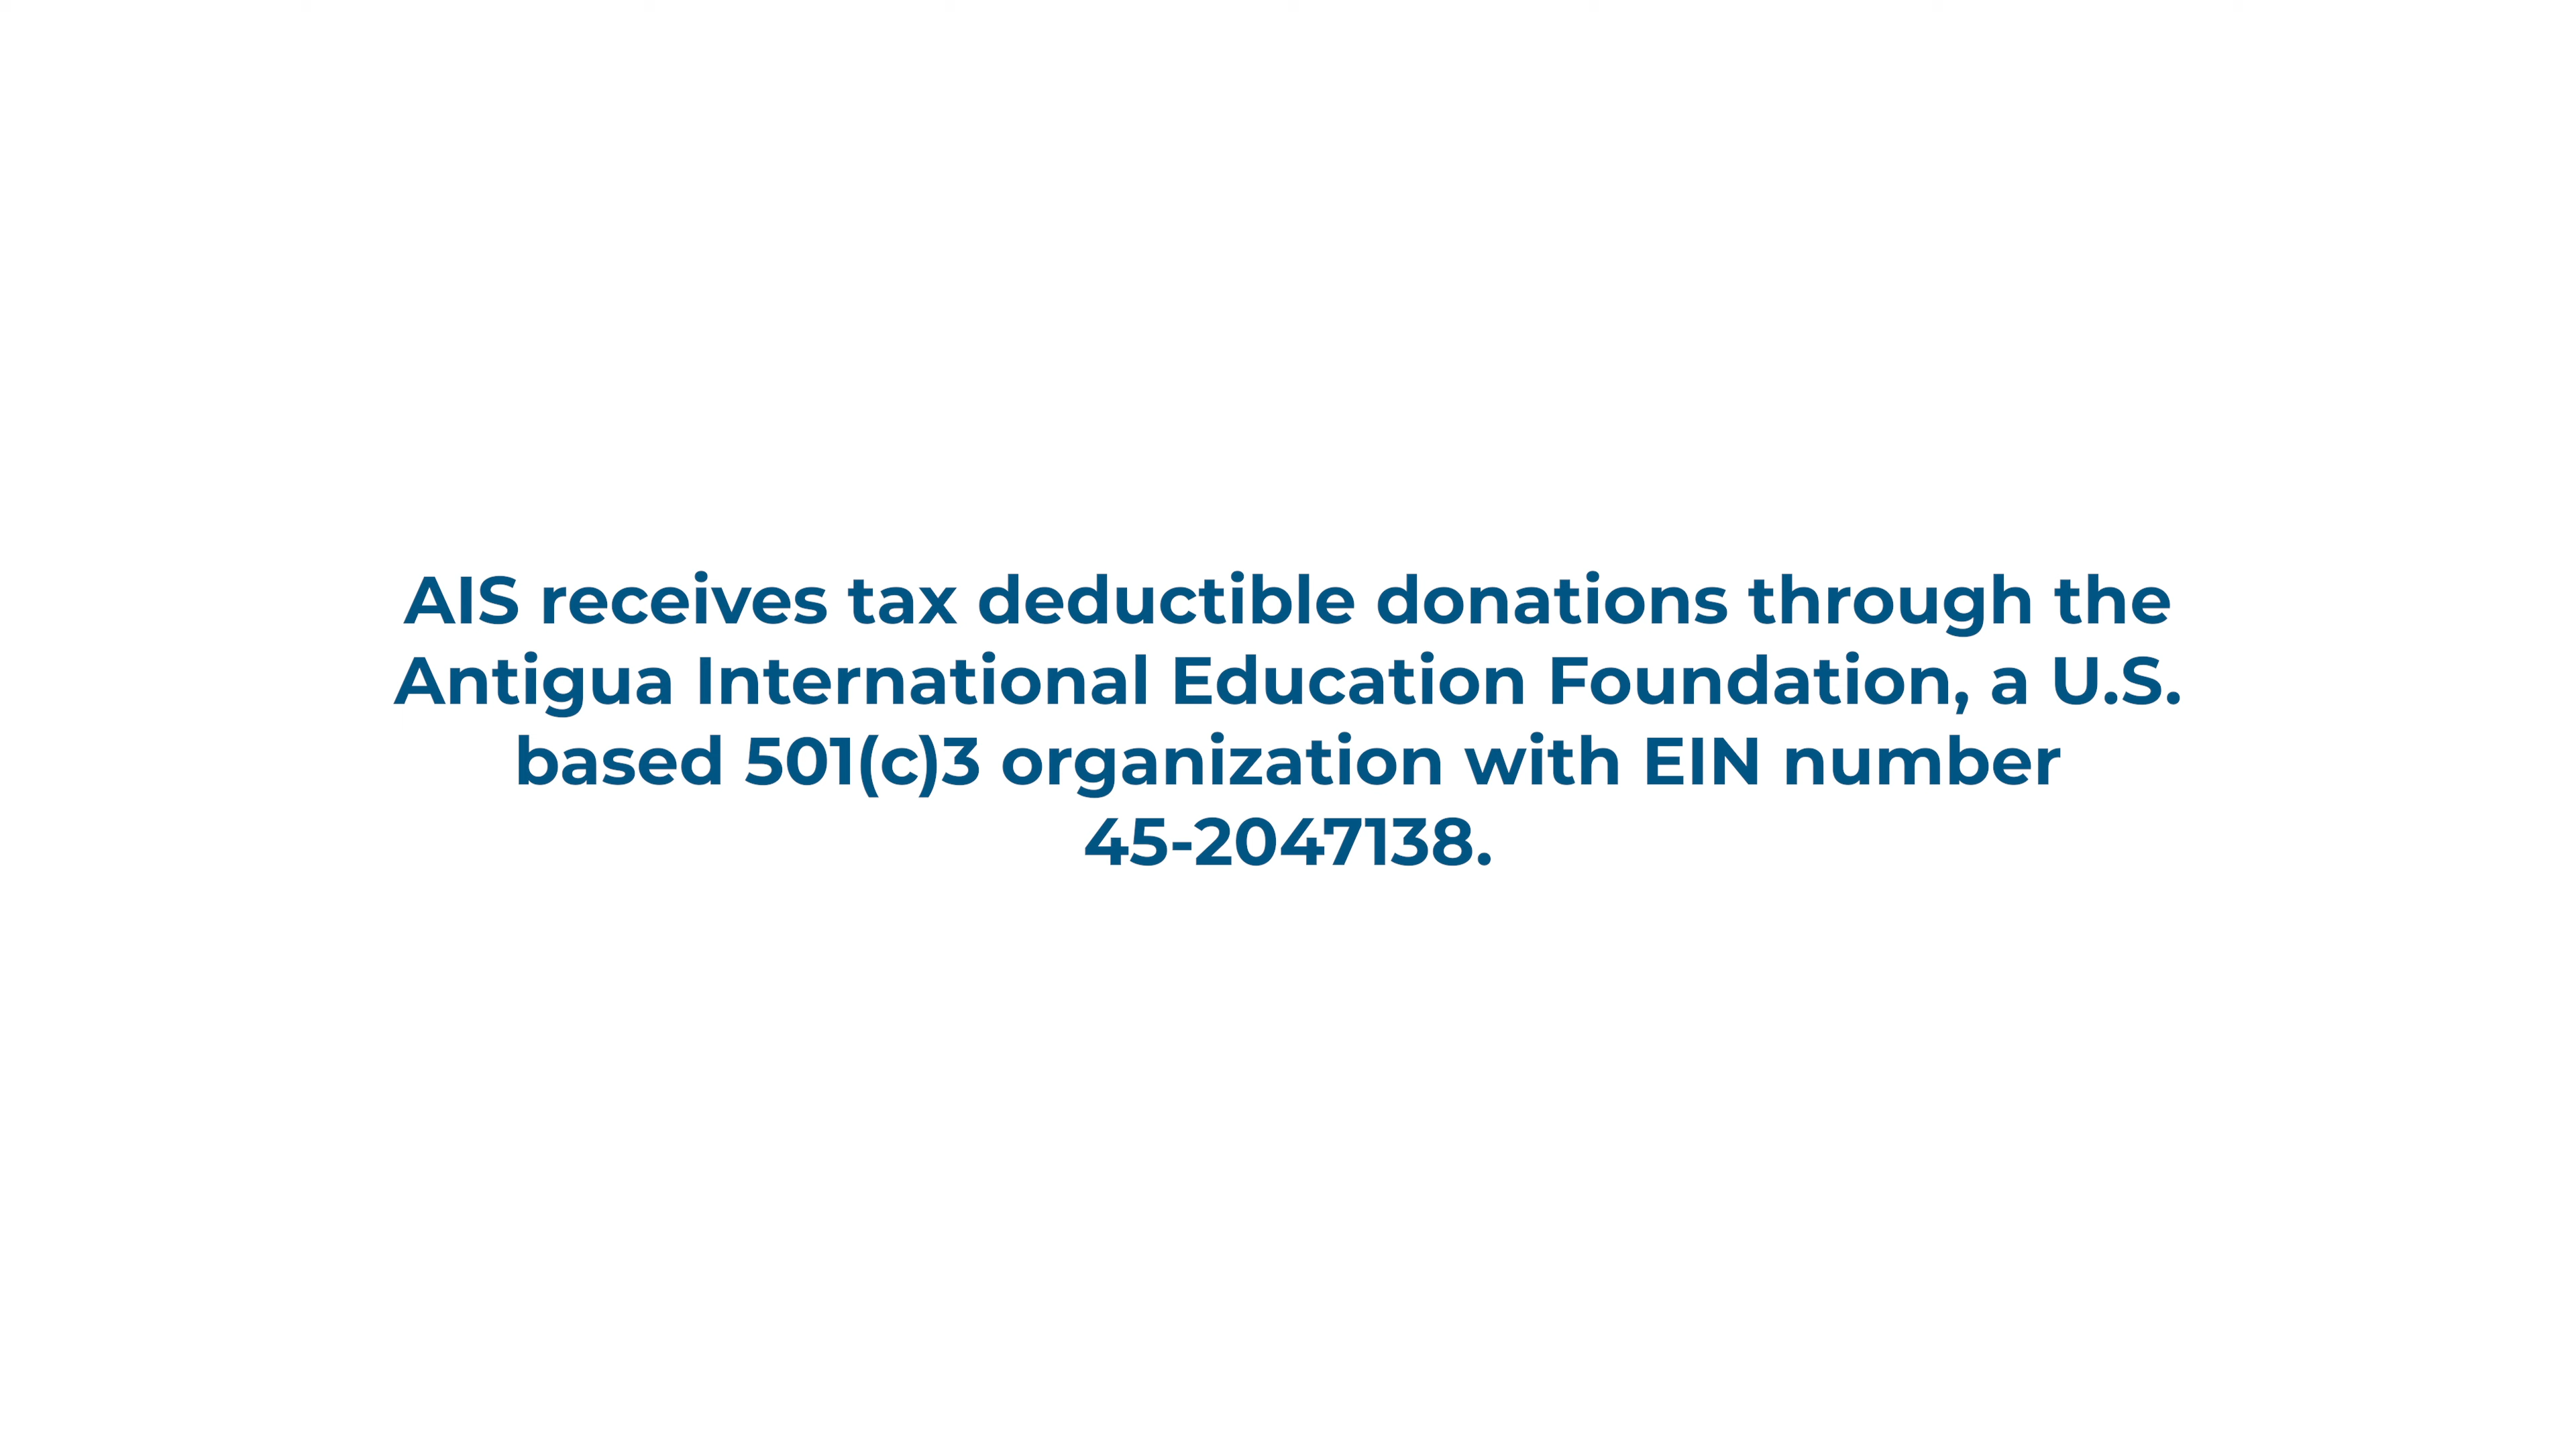 AIS receives tax deductible donations through the
Antigua International Education Foundation, a U.S.
based 501(c)3 organization with EIN number
45-2047138.